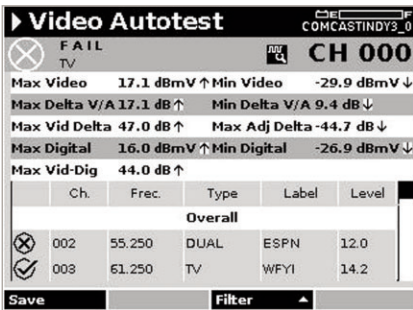 Video Autotest
COMCASTINDY3_0
FAIL
TV
CH 000
Max Video 17.1 dBmV↑ Min Video -29.9 dBmV↓
Max Delta V/A 17.1 dB↑ Min Delta V/A 9.4 dB↓
Max Vid Delta 47.0 dB↑ Max Adj Delta -44.7 dB↓
Max Digital 16.0 dBmV↑ Min Digital -26.9 dBmV↓
Max Vid-Dig 44.0 dB↑
Ch. Frec. Type Label Level
Overall
002 55.250 DUAL ESPN 12.0
003 61.250 TV WFYI 14.2
Save Filter